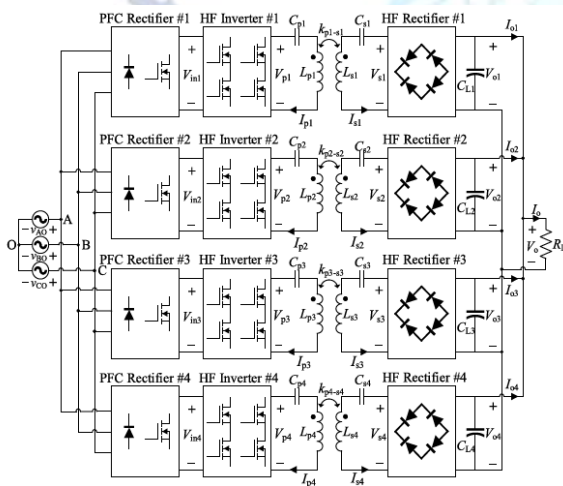 PFC Rectifier #1 HF Inverter #1 Cp1 kp1-s1 Cs1 HF Rectifier #1 Io1
+ Vin1 − + Vp1 − Lp1 Ls1 + Vs1 − CL1 + Vo1 −
Ip1 Is1
PFC Rectifier #2 HF Inverter #2 Cp2 kp2-s2 Cs2 HF Rectifier #2 Io2
+ Vin2 − + Vp2 − Lp2 Ls2 + Vs2 − CL2 + Vo2 −
Ip2 Is2
A
− vAO +
O B
− vBO +
C
− vCO +
Io
+ Vo −
PFC Rectifier #3 HF Inverter #3 Cp3 kp3-s3 Cs3 HF Rectifier #3 Io3
+ Vin3 − + Vp3 − Lp3 Ls3 + Vs3 − CL3 + Vo3 −
Ip3 Is3
PFC Rectifier #4 HF Inverter #4 Cp4 kp4-s4 Cs4 HF Rectifier #4 Io4
+ Vin4 − + Vp4 − Lp4 Ls4 + Vs4 − CL4 + Vo4 −
Ip4 Is4